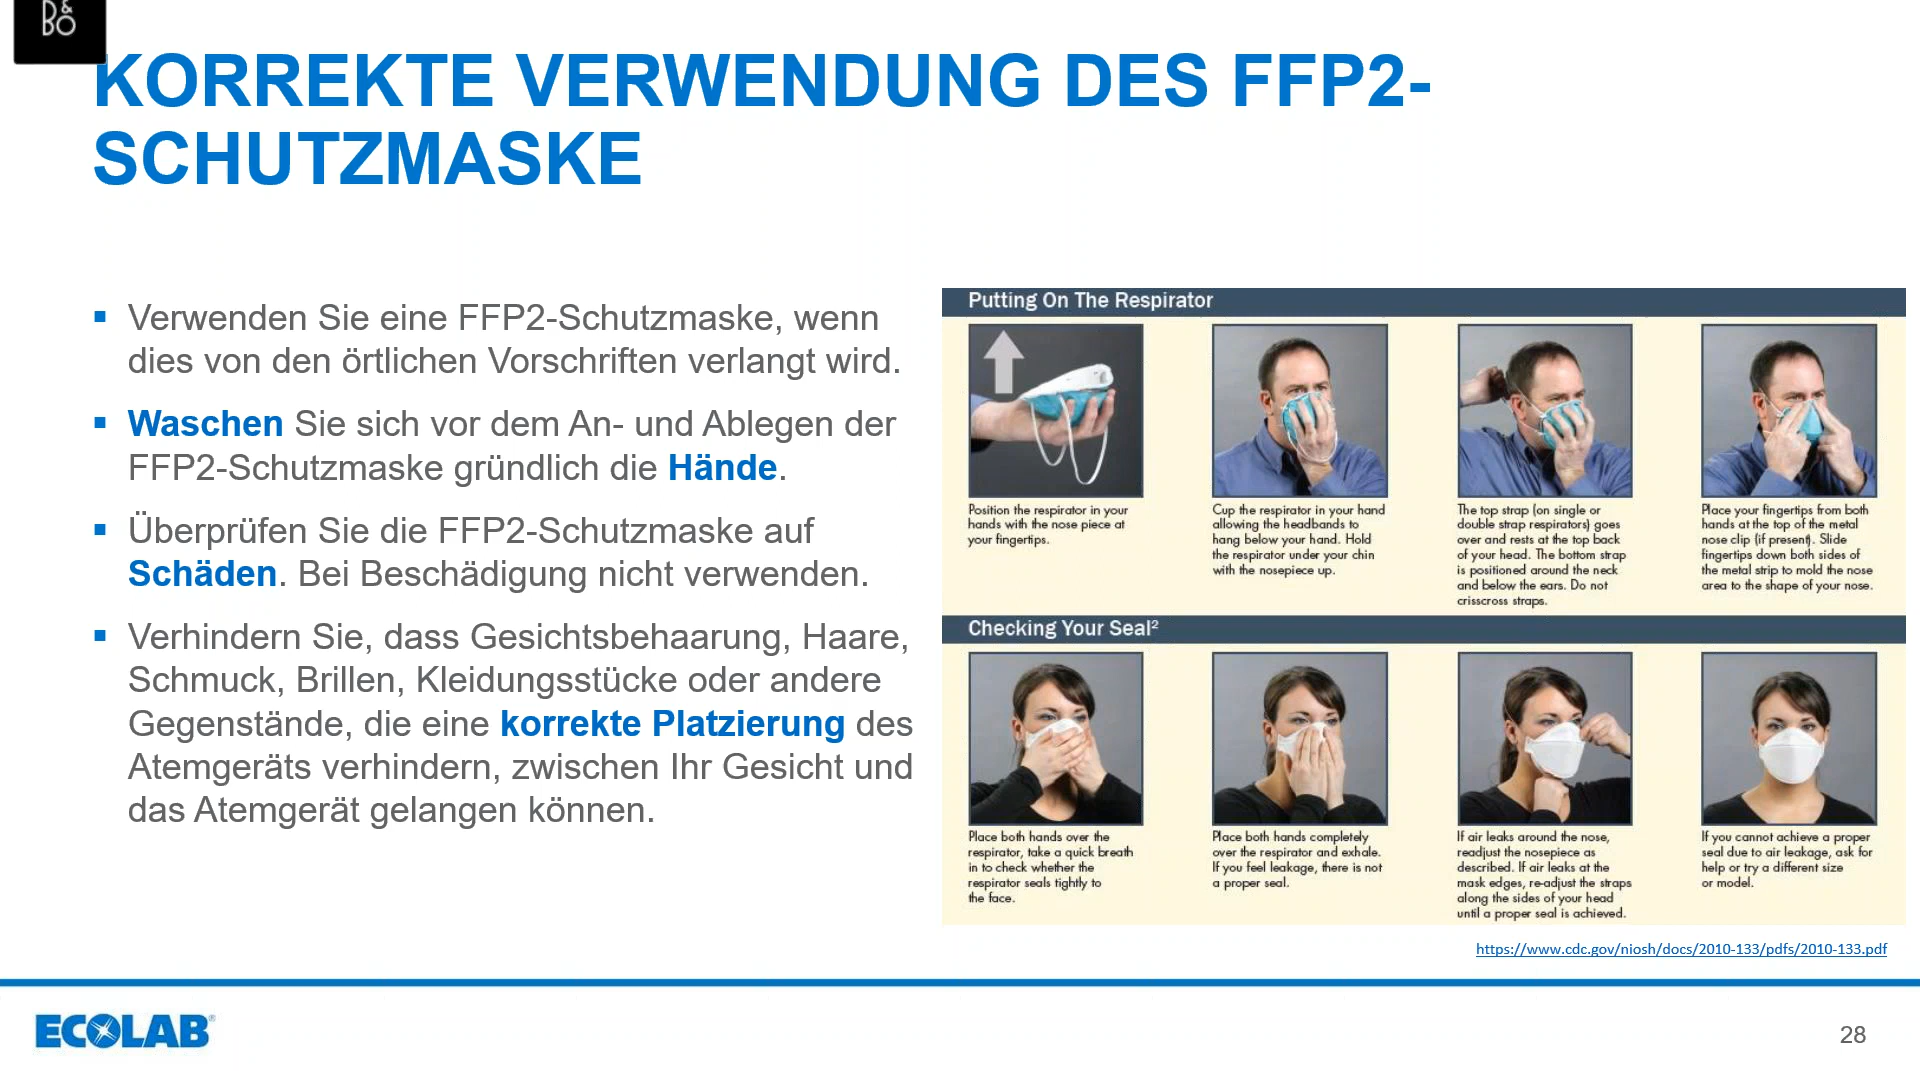 B&O
KORREKTE VERWENDUNG DES FFP2-
SCHUTZMASKE
Verwenden Sie eine FFP2-Schutzmaske, wenn
dies von den örtlichen Vorschriften verlangt wird.
Waschen Sie sich vor dem An- und Ablegen der
FFP2-Schutzmaske gründlich die Hände.
Überprüfen Sie die FFP2-Schutzmaske auf
Schäden. Bei Beschädigung nicht verwenden.
Verhindern Sie, dass Gesichtsbehaarung, Haare,
Schmuck, Brillen, Kleidungsstücke oder andere
Gegenstände, die eine korrekte Platzierung des
Atemgeräts verhindern, zwischen Ihr Gesicht und
das Atemgerät gelangen können.
Putting On The Respirator
Position the respirator in your
hands with the nose piece at
your fingertips.
Cup the respirator in your hand
allowing the headbands to
hang below your hand. Hold
the respirator under your chin
with the nosepiece up.
The top strap (on single or
double strap respirators) goes
over and rests at the top back
of your head. The bottom strap
is positioned around the neck
and below the ears. Do not
crisscross straps.
Place your fingertips from both
hands at the top of the metal
nose clip (if present). Slide
fingertips down both sides of
the metal strip to mold the nose
area to the shape of your nose.
Checking Your Seal²
Place both hands over the
respirator, take a quick breath
in to check whether the
respirator seals tightly to
the face.
Place both hands completely
over the respirator and exhale.
If you feel leakage, there is not
a proper seal.
If air leaks around the nose,
readjust the nosepiece as
described. If air leaks at the
mask edges, re-adjust the straps
along the sides of your head
until a proper seal is achieved.
If you cannot achieve a proper
seal due to air leakage, ask for
help or try a different size
or model.
https://www.cdc.gov/niosh/docs/2010-133/pdfs/2010-133.pdf
ECOLAB®
28